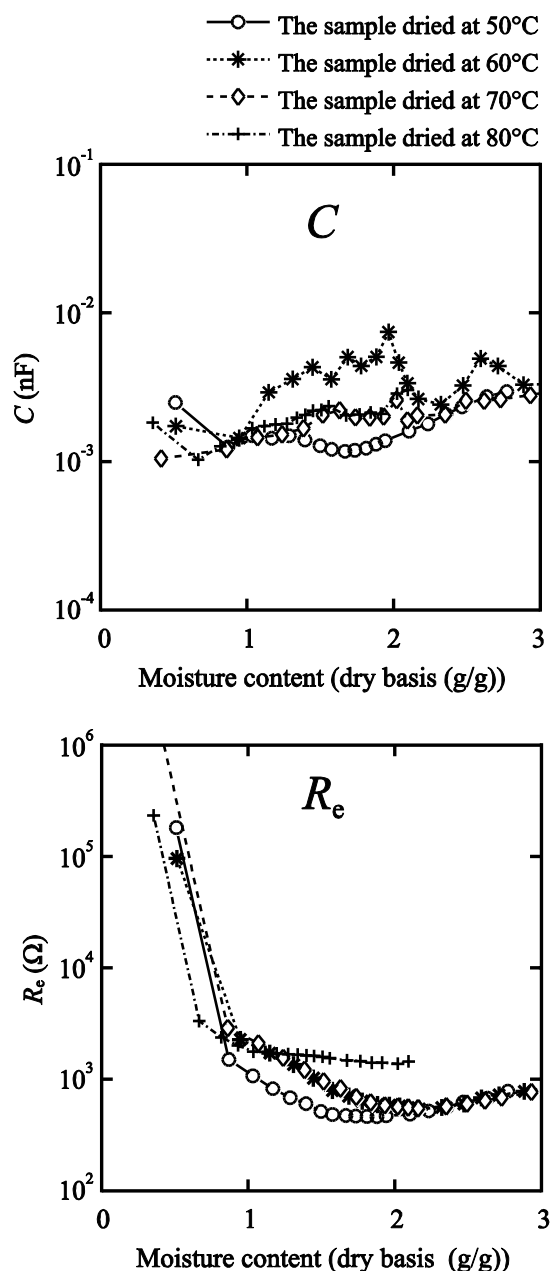 The sample dried at 50°C
The sample dried at 60°C
The sample dried at 70°C
The sample dried at 80°C
10⁻¹
C
10⁻²
C (nF)
10⁻³
10⁻⁴
0 1 2 3
Moisture content (dry basis (g/g))
10⁶
Rₑ
10⁵
10⁴
Rₑ (Ω)
10³
10²
0 1 2 3
Moisture content (dry basis (g/g))